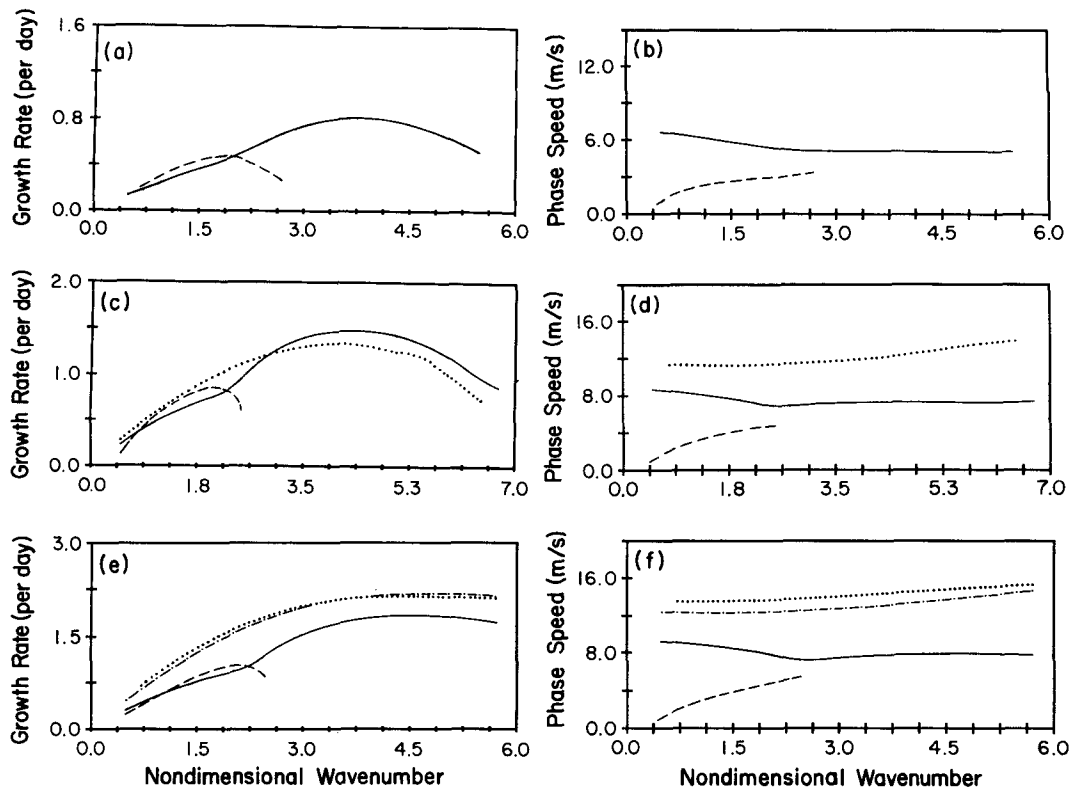 Growth Rate (per day)
1.6
0.8
0.0
(a)
0.0 1.5 3.0 4.5 6.0
Phase Speed (m/s)
12.0
6.0
0.0
(b)
0.0 1.5 3.0 4.5 6.0
Growth Rate (per day)
2.0
1.0
0.0
(c)
0.0 1.8 3.5 5.3 7.0
Phase Speed (m/s)
16.0
8.0
0.0
(d)
0.0 1.8 3.5 5.3 7.0
Growth Rate (per day)
3.0
1.5
0.0
(e)
0.0 1.5 3.0 4.5 6.0
Nondimensional Wavenumber
Phase Speed (m/s)
16.0
8.0
0.0
(f)
0.0 1.5 3.0 4.5 6.0
Nondimensional Wavenumber